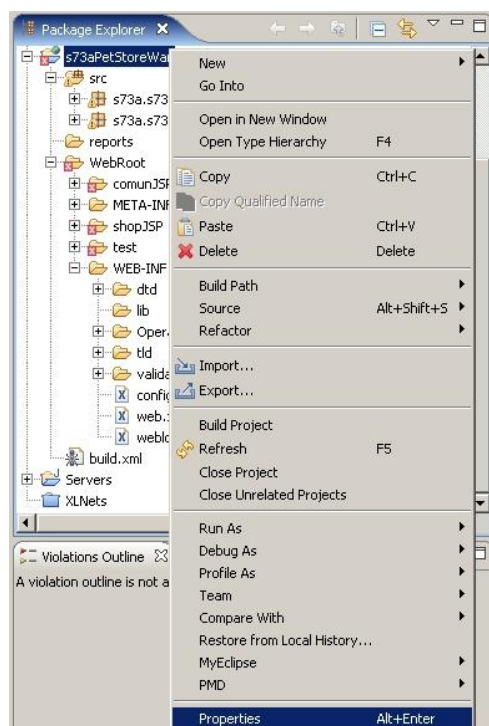 Package Explorer
s73aPetStoreWar
src
s73a.s73
s73a.s73
reports
WebRoot
comunJSP
META-INF
shopJSP
test
WEB-INF
dtd
lib
Oper
tld
valida
config
web.
weblo
build.xml
Servers
XLNets
Violations Outline
A violation outline is not a
New
Go Into
Open in New Window
Open Type Hierarchy F4
Copy Ctrl+C
Copy Qualified Name
Paste Ctrl+V
Delete Delete
Build Path
Source Alt+Shift+S
Refactor
Import...
Export...
Build Project
Refresh F5
Close Project
Close Unrelated Projects
Run As
Debug As
Profile As
Team
Compare With
Restore from Local History...
MyEclipse
PMD
Properties Alt+Enter